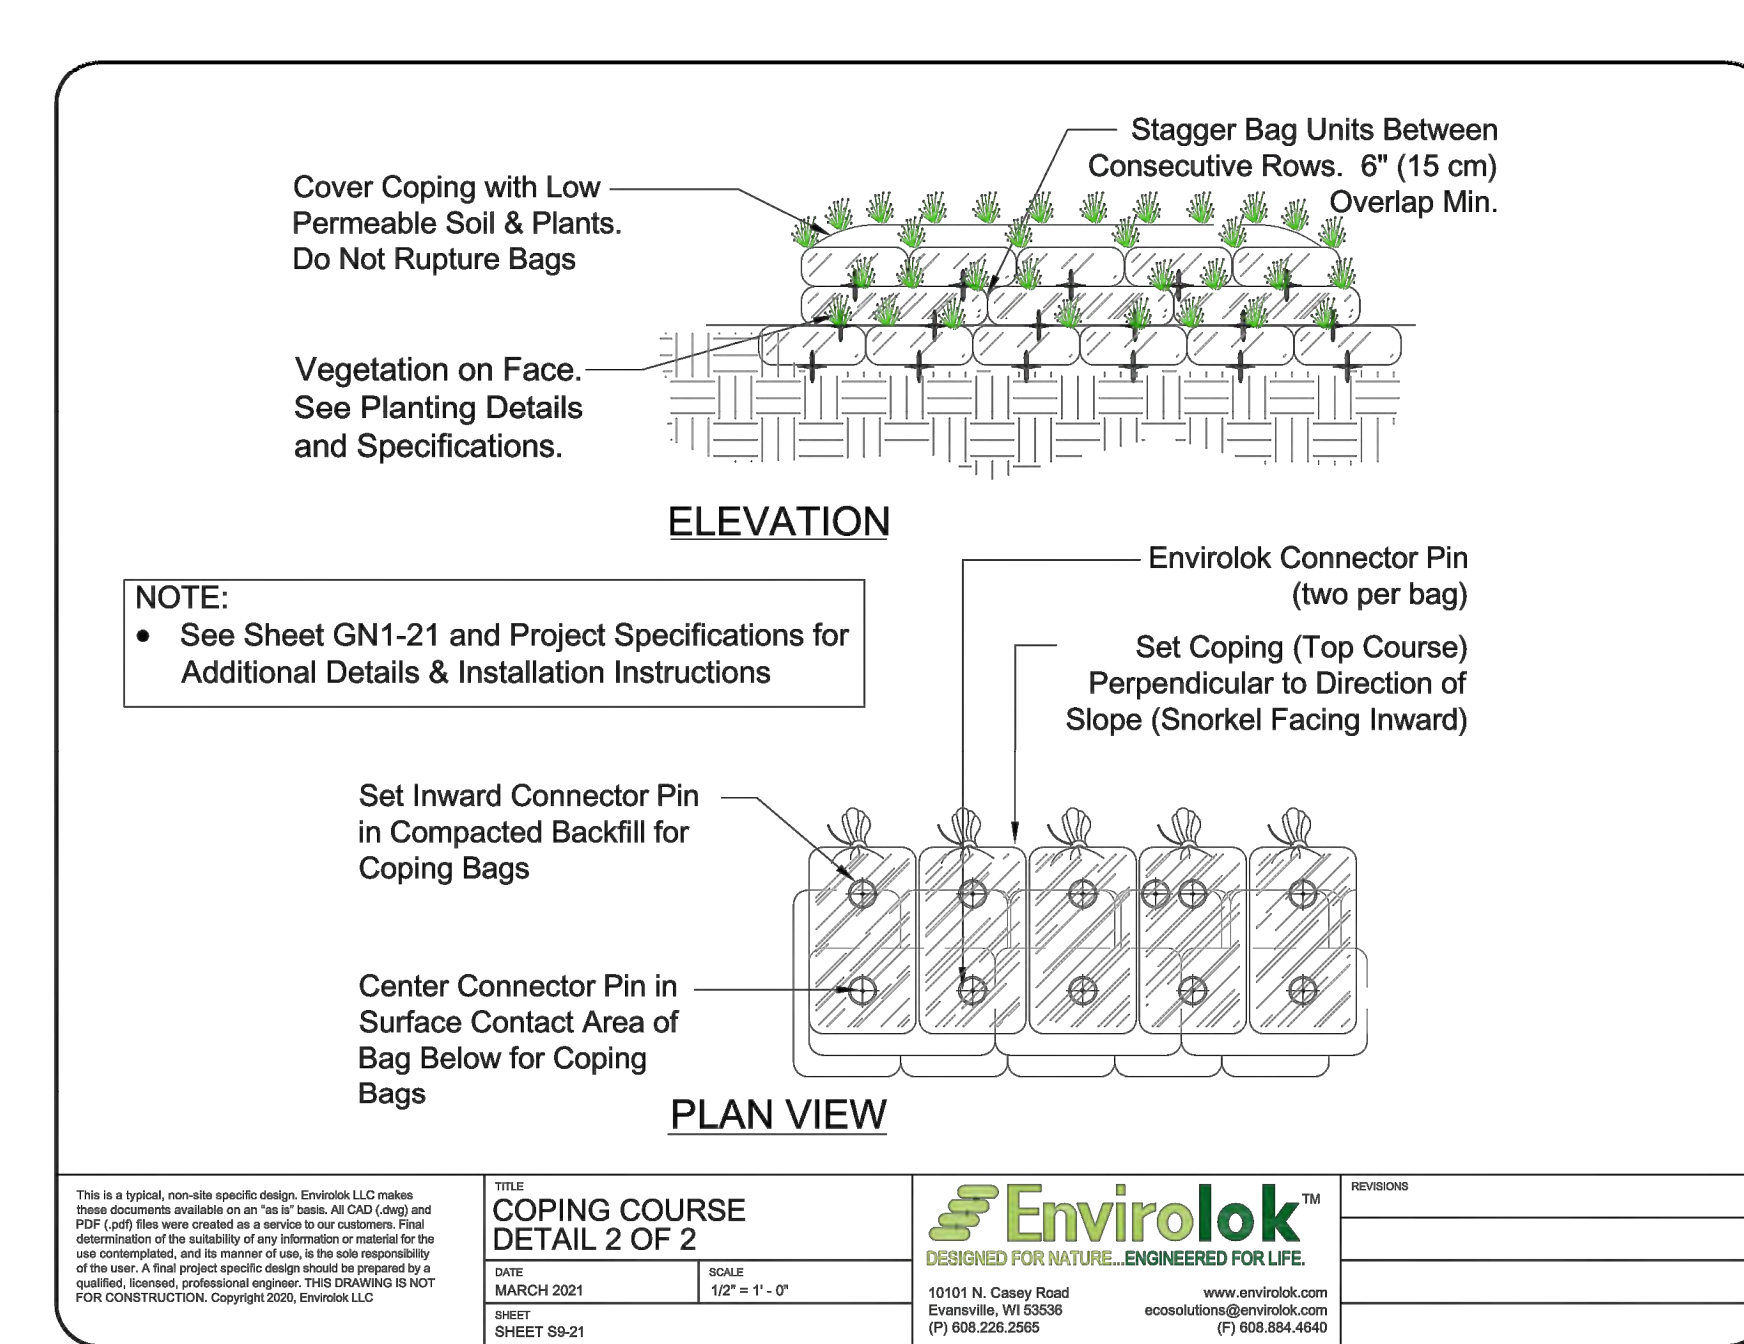 Stagger Bag Units Between
Consecutive Rows. 6" (15 cm)
Overlap Min.
Cover Coping with Low
Permeable Soil & Plants.
Do Not Rupture Bags
Vegetation on Face.
See Planting Details
and Specifications.
ELEVATION
NOTE:
• See Sheet GN1-21 and Project Specifications for
Additional Details & Installation Instructions
Envirolok Connector Pin
(two per bag)
Set Coping (Top Course)
Perpendicular to Direction of
Slope (Snorkel Facing Inward)
Set Inward Connector Pin
in Compacted Backfill for
Coping Bags
Center Connector Pin in
Surface Contact Area of
Bag Below for Coping
Bags
PLAN VIEW
This is a typical, non-site specific design. Envirolok LLC makes
these documents available on an "as is" basis. All CAD (.dwg) and
PDF (.pdf) files were created as a service to our customers. Final
determination of the suitability of any information or material for the
use contemplated, and its manner of use, is the sole responsibility
of the user. A final project specific design should be prepared by a
qualified, licensed, professional engineer. THIS DRAWING IS NOT
FOR CONSTRUCTION. Copyright 2020, Envirolok LLC
TITLE
COPING COURSE
DETAIL 2 OF 2
DATE
MARCH 2021
SCALE
1/2" = 1' - 0"
SHEET
SHEET S9-21
Envirolok™
DESIGNED FOR NATURE...ENGINEERED FOR LIFE.
10101 N. Casey Road
Evansville, WI 53536
(P) 608.226.2565
www.envirolok.com
ecosolutions@envirolok.com
(F) 608.884.4640
REVISIONS